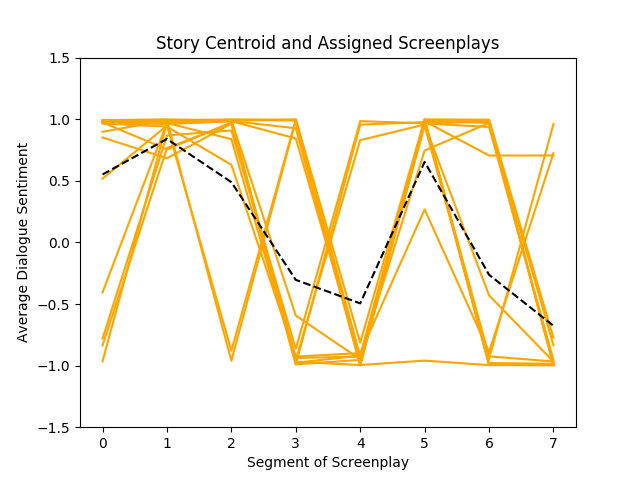 Story Centroid and Assigned Screenplays
1.5
1.0
0.5
0.0
−0.5
−1.0
−1.5
Average Dialogue Sentiment
0 1 2 3 4 5 6 7
Segment of Screenplay